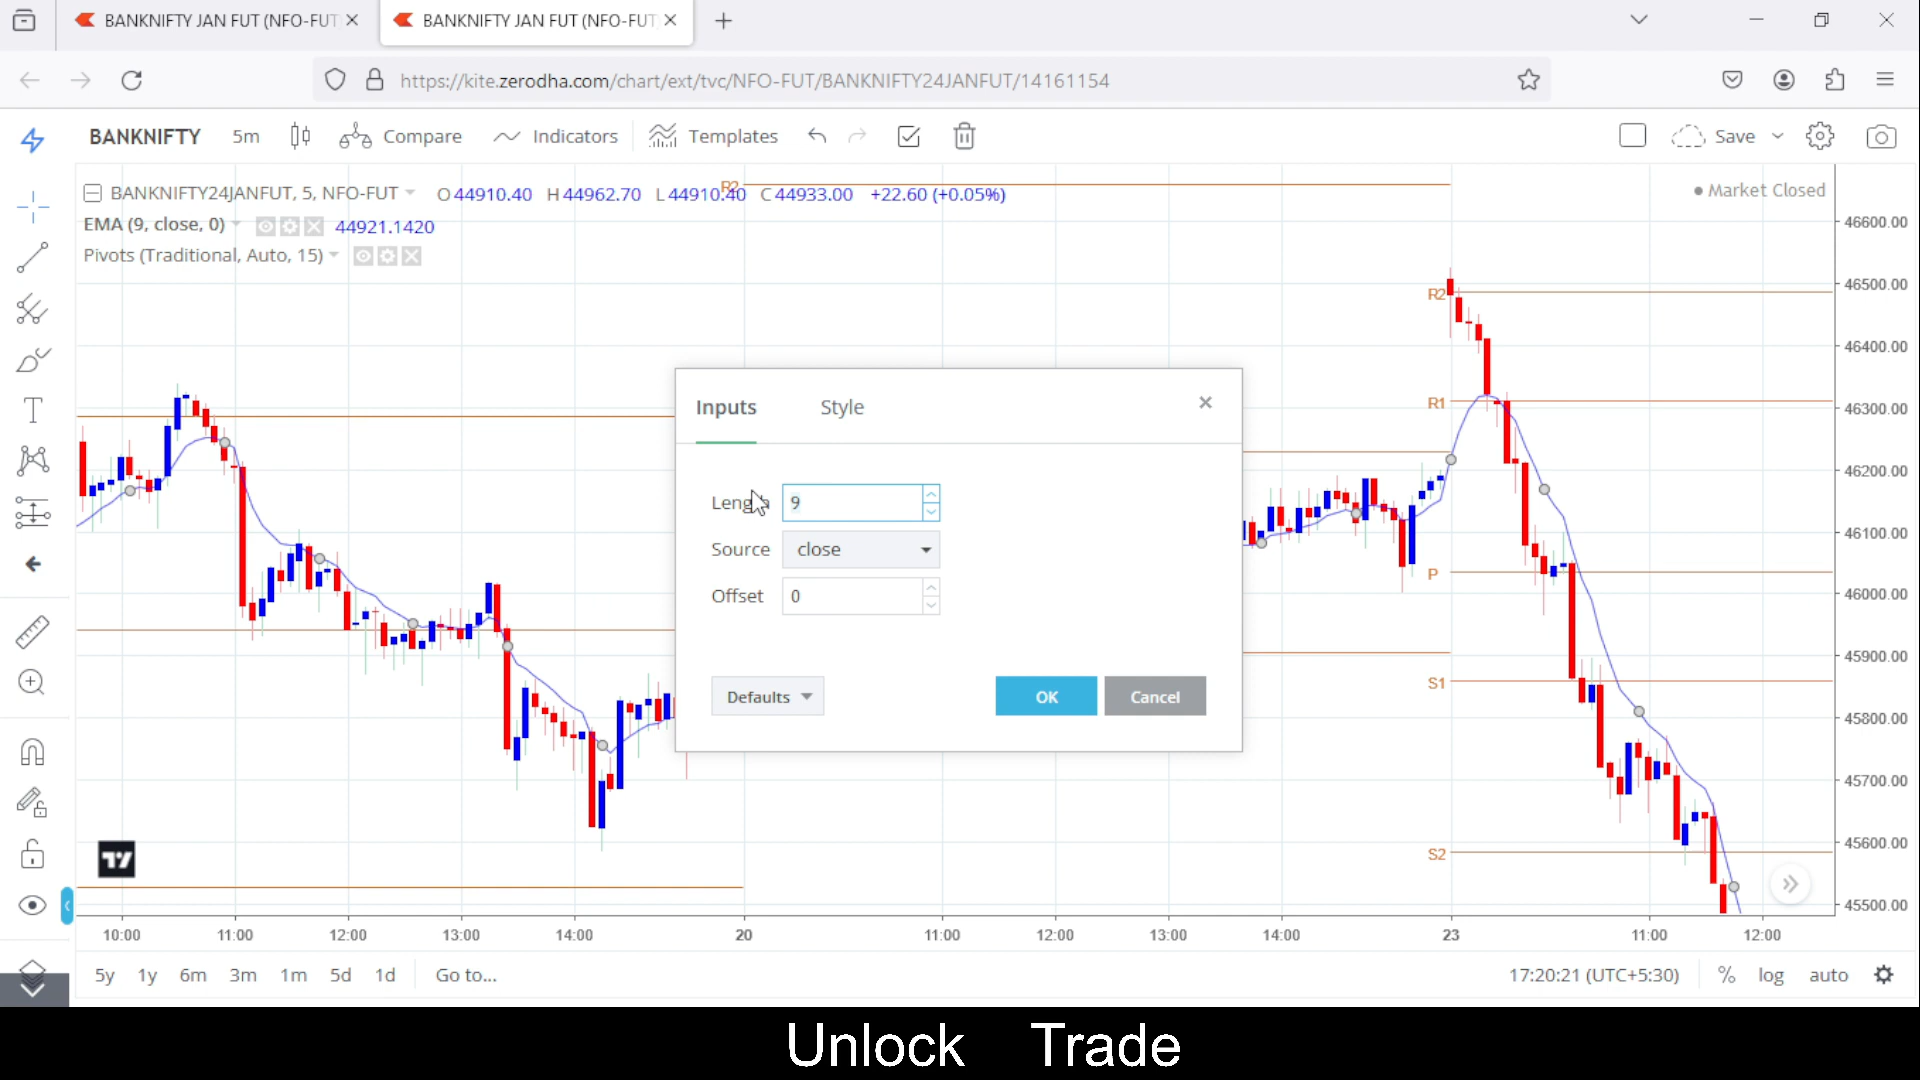 BANKNIFTY JAN FUT (NFO-FUT
BANKNIFTY JAN FUT (NFO-FUT
https://kite.zerodha.com/chart/ext/tvc/NFO-FUT/BANKNIFTY24JANFUT/14161154
BANKNIFTY 5m Compare Indicators Templates Save
BANKNIFTY24JANFUT, 5, NFO-FUT O 44910.40 H 44962.70 L 44910.40 C 44933.00 +22.60 (+0.05%)
R2
Market Closed
EMA (9, close, 0) 44921.1420
Pivots (Traditional, Auto, 15)
46600.00
46500.00
46400.00
46300.00
46200.00
46100.00
46000.00
45900.00
45800.00
45700.00
45600.00
45500.00
R2
R1
P
S1
S2
Inputs Style
9
Source close
Offset 0
Defaults OK Cancel
10:00 11:00 12:00 13:00 14:00 20 11:00 12:00 13:00 14:00 23 11:00 12:00
5y 1y 6m 3m 1m 5d 1d Go to... 17:20:21 (UTC+5:30) % log auto
Unlock Trade